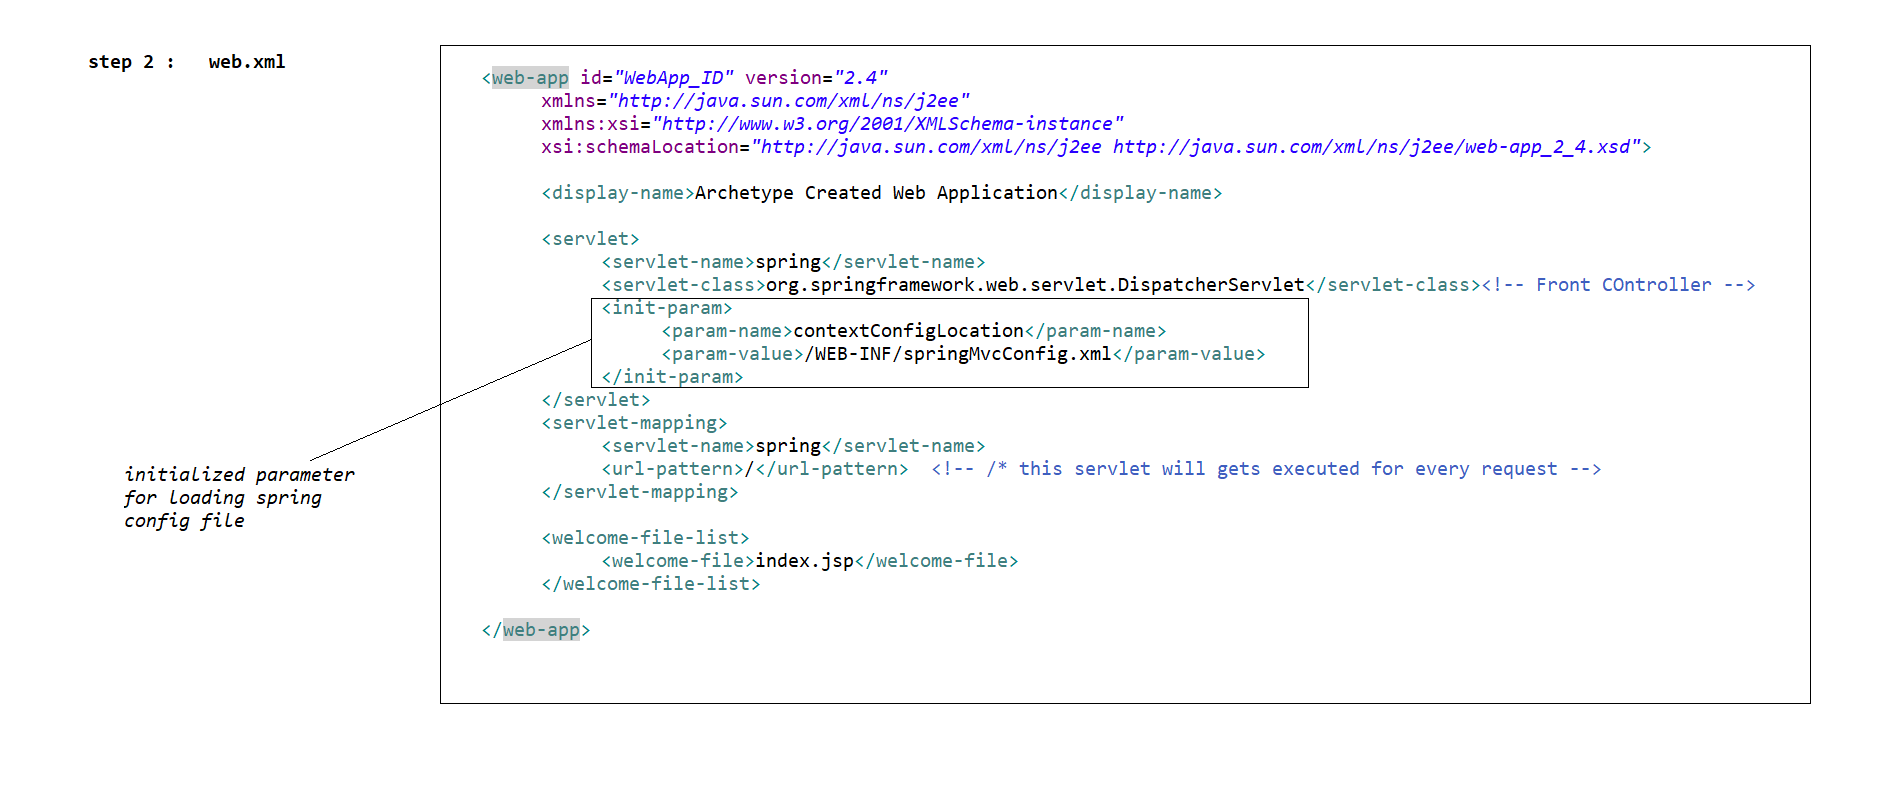 step 2 :   web.xml
<web-app id="WebApp_ID" version="2.4"
xmlns="http://java.sun.com/xml/ns/j2ee"
xmlns:xsi="http://www.w3.org/2001/XMLSchema-instance"
xsi:schemaLocation="http://java.sun.com/xml/ns/j2ee http://java.sun.com/xml/ns/j2ee/web-app_2_4.xsd">
<display-name>Archetype Created Web Application</display-name>
<servlet>
<servlet-name>spring</servlet-name>
<servlet-class>org.springframework.web.servlet.DispatcherServlet</servlet-class><!-- Front COntroller -->
<init-param>
<param-name>contextConfigLocation</param-name>
<param-value>/WEB-INF/springMvcConfig.xml</param-value>
</init-param>
</servlet>
<servlet-mapping>
<servlet-name>spring</servlet-name>
<url-pattern>/</url-pattern>  <!-- /* this servlet will gets executed for every request -->
</servlet-mapping>
<welcome-file-list>
<welcome-file>index.jsp</welcome-file>
</welcome-file-list>
</web-app>
initialized parameter
for loading spring
config file